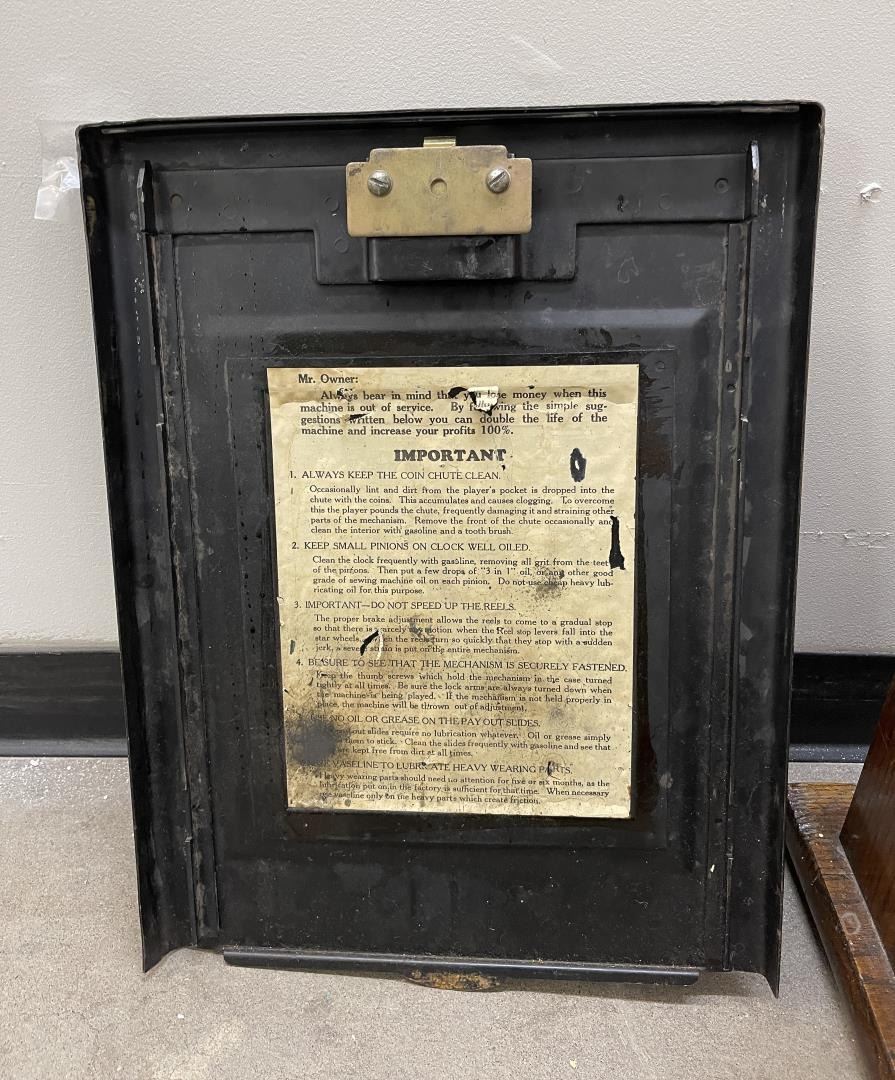 Mr. Owner:
Always bear in mind that you lose money when this
machine is out of service. By following the simple sug-
gestions written below you can double the life of the
machine and increase your profits 100%.
IMPORTANT
1. ALWAYS KEEP THE COIN CHUTE CLEAN.
Occasionally lint and dirt from the player's pocket is dropped into the
chute with the coins. This accumulates and causes clogging. To overcome
this the player pounds the chute, frequently damaging it and straining other
parts of the mechanism. Remove the front of the chute occasionally and
clean the interior with gasoline and a tooth brush.
2. KEEP SMALL PINIONS ON CLOCK WELL OILED.
Clean the clock frequently with gasoline, removing all grit from the teet
of the pinions. Then put a few drops of "3 in 1" oil, or any other good
grade of sewing machine oil on each pinion. Do not use cheap heavy lub-
ricating oil for this purpose.
3. IMPORTANT—DO NOT SPEED UP THE REELS.
The proper brake adjustment allows the reels to come to a gradual stop
so that there is scarcely any motion when the Reel stop levers fall into the
star wheels. When the reels turn so quickly that they stop with a sudden
jerk, a severe strain is put on the entire mechanism.
4. BE SURE TO SEE THAT THE MECHANISM IS SECURELY FASTENED.
Keep the thumb screws which hold the mechanism in the case turned
tightly at all times. Be sure the lock arms are always turned down when
the machine is being played. If the mechanism is not held properly in
place, the machine will be thrown out of adjustment.
NO OIL OR GREASE ON THE PAY OUT SLIDES.
out slides require no lubrication whatever. Oil or grease simply
them to stick. Clean the slides frequently with gasoline and see that
are kept free from dirt at all times.
VASELINE TO LUBRICATE HEAVY WEARING PARTS.
Heavy wearing parts should need no attention for five or six months, as the
lubrication put on in the factory is sufficient for that time. When necessary
use vaseline only on the heavy parts which create friction.